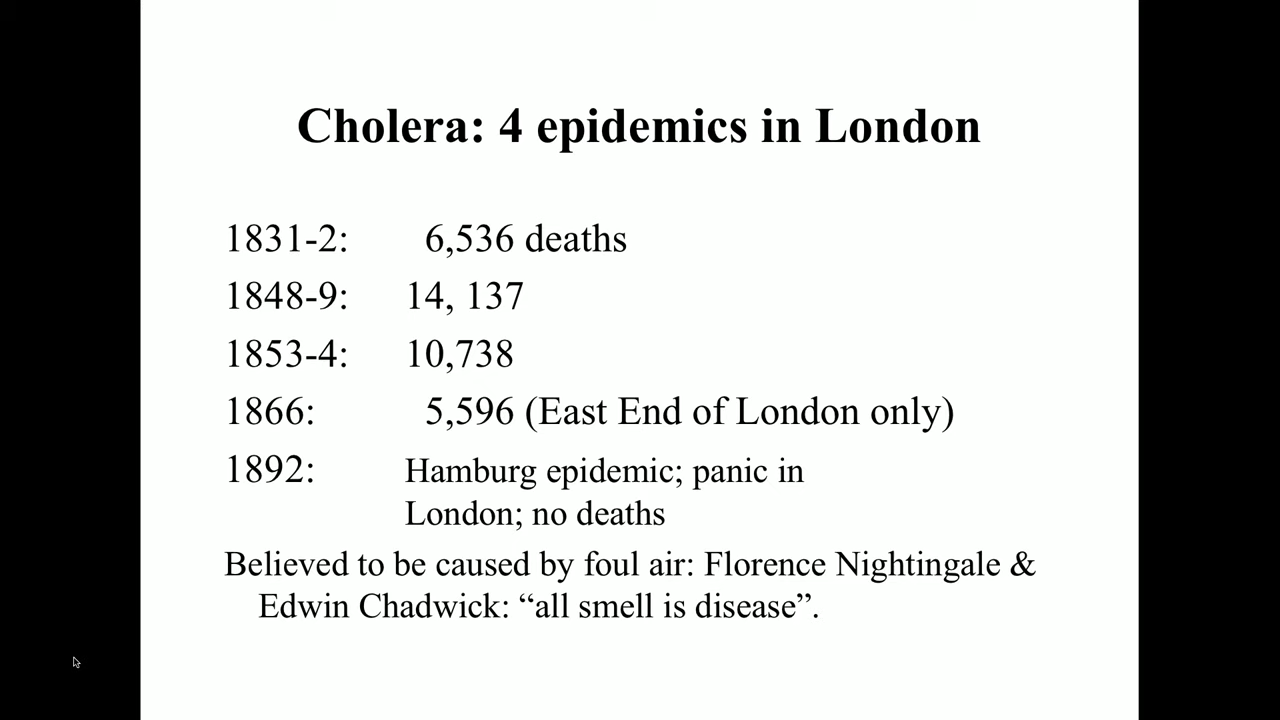 Cholera: 4 epidemics in London
1831-2: 6,536 deaths
1848-9: 14, 137
1853-4: 10,738
1866: 5,596 (East End of London only)
1892: Hamburg epidemic; panic in
London; no deaths
Believed to be caused by foul air: Florence Nightingale &
Edwin Chadwick: “all smell is disease”.